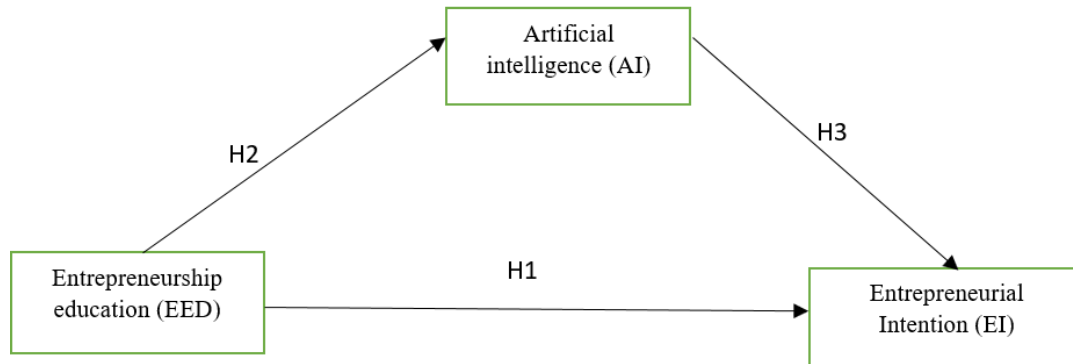 Artificial
intelligence (AI)
H2
H3
H1
Entrepreneurship
education (EED)
Entrepreneurial
Intention (EI)